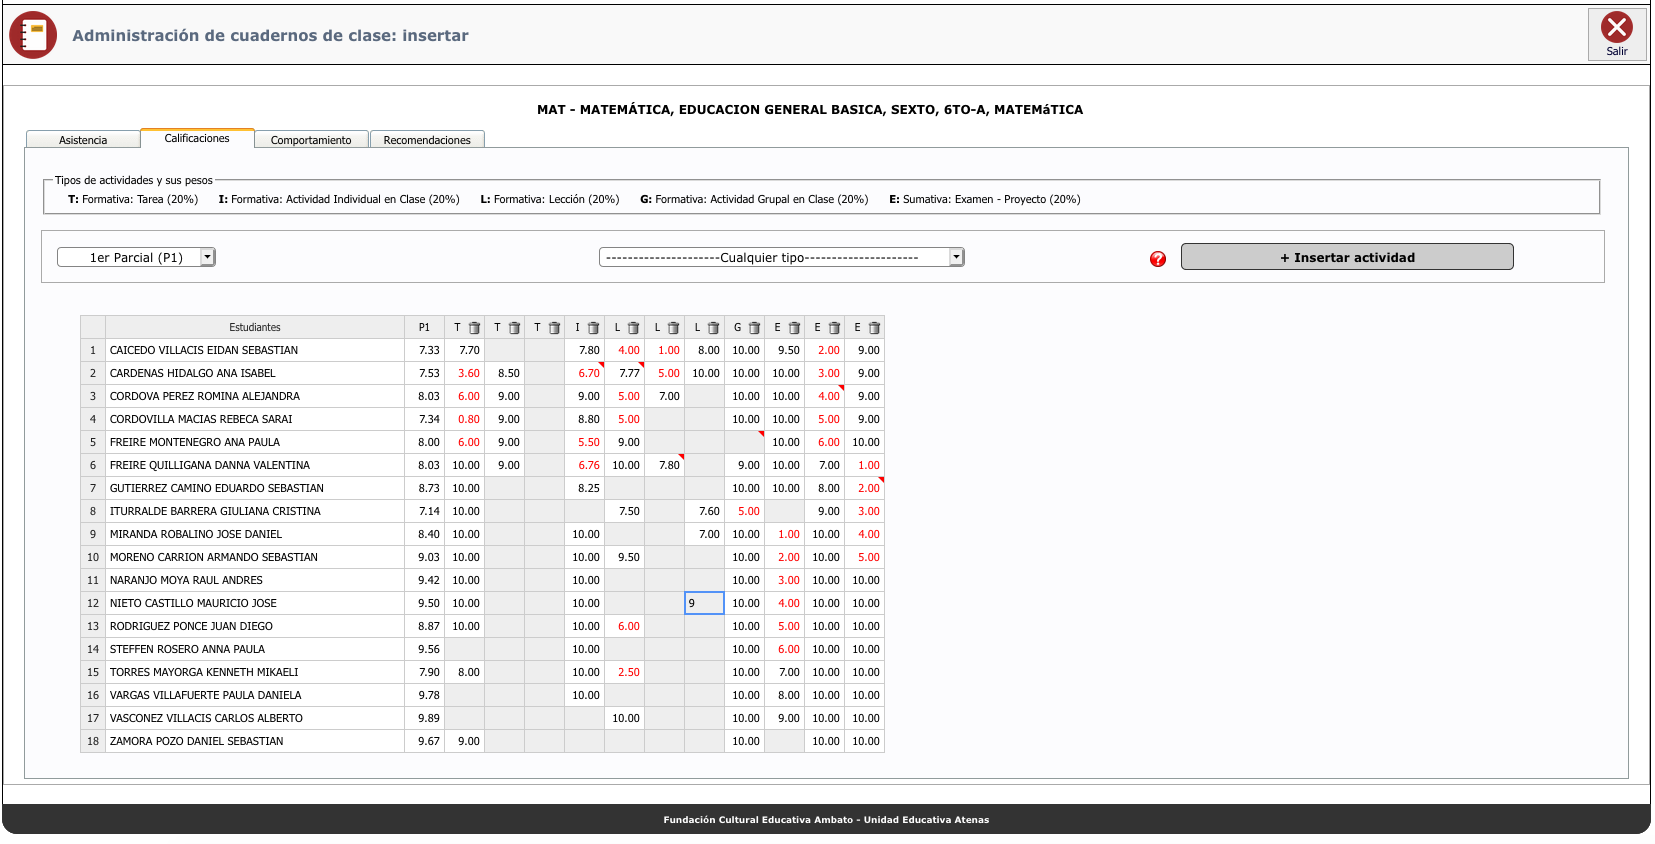 Administración de cuadernos de clase: insertar
Salir
MAT - MATEMÁTICA, EDUCACION GENERAL BASICA, SEXTO, 6TO-A, MATEMáTICA
Asistencia Calificaciones Comportamiento Recomendaciones
Tipos de actividades y sus pesos
T: Formativa: Tarea (20%) I: Formativa: Actividad Individual en Clase (20%) L: Formativa: Lección (20%) G: Formativa: Actividad Grupal en Clase (20%) E: Sumativa: Examen - Proyecto (20%)
1er Parcial (P1) ---------------------Cualquier tipo--------------------- ? + Insertar actividad
Estudiantes P1 T T T I L L L G E E E
1 CAICEDO VILLACIS EIDAN SEBASTIAN 7.33 7.70 7.80 4.00 1.00 8.00 10.00 9.50 2.00 9.00
2 CARDENAS HIDALGO ANA ISABEL 7.53 3.60 8.50 6.70 7.77 5.00 10.00 10.00 10.00 3.00 9.00
3 CORDOVA PEREZ ROMINA ALEJANDRA 8.03 6.00 9.00 9.00 5.00 7.00 10.00 10.00 4.00 9.00
4 CORDOVILLA MACIAS REBECA SARAI 7.34 0.80 9.00 8.80 5.00 10.00 10.00 5.00 9.00
5 FREIRE MONTENEGRO ANA PAULA 8.00 6.00 9.00 5.50 9.00 10.00 6.00 10.00
6 FREIRE QUILLIGANA DANNA VALENTINA 8.03 10.00 9.00 6.76 10.00 7.80 9.00 10.00 7.00 1.00
7 GUTIERREZ CAMINO EDUARDO SEBASTIAN 8.73 10.00 8.25 10.00 10.00 8.00 2.00
8 ITURRALDE BARRERA GIULIANA CRISTINA 7.14 10.00 7.50 7.60 5.00 9.00 3.00
9 MIRANDA ROBALINO JOSE DANIEL 8.40 10.00 10.00 7.00 10.00 1.00 10.00 4.00
10 MORENO CARRION ARMANDO SEBASTIAN 9.03 10.00 10.00 9.50 10.00 2.00 10.00 5.00
11 NARANJO MOYA RAUL ANDRES 9.42 10.00 10.00 10.00 3.00 10.00 10.00
12 NIETO CASTILLO MAURICIO JOSE 9.50 10.00 10.00 9 10.00 4.00 10.00 10.00
13 RODRIGUEZ PONCE JUAN DIEGO 8.87 10.00 10.00 6.00 10.00 5.00 10.00 10.00
14 STEFFEN ROSERO ANNA PAULA 9.56 10.00 10.00 6.00 10.00 10.00
15 TORRES MAYORGA KENNETH MIKAELI 7.90 8.00 10.00 2.50 10.00 7.00 10.00 10.00
16 VARGAS VILLAFUERTE PAULA DANIELA 9.78 10.00 10.00 8.00 10.00 10.00
17 VASCONEZ VILLACIS CARLOS ALBERTO 9.89 10.00 10.00 9.00 10.00 10.00
18 ZAMORA POZO DANIEL SEBASTIAN 9.67 9.00 10.00 10.00 10.00
Fundación Cultural Educativa Ambato - Unidad Educativa Atenas